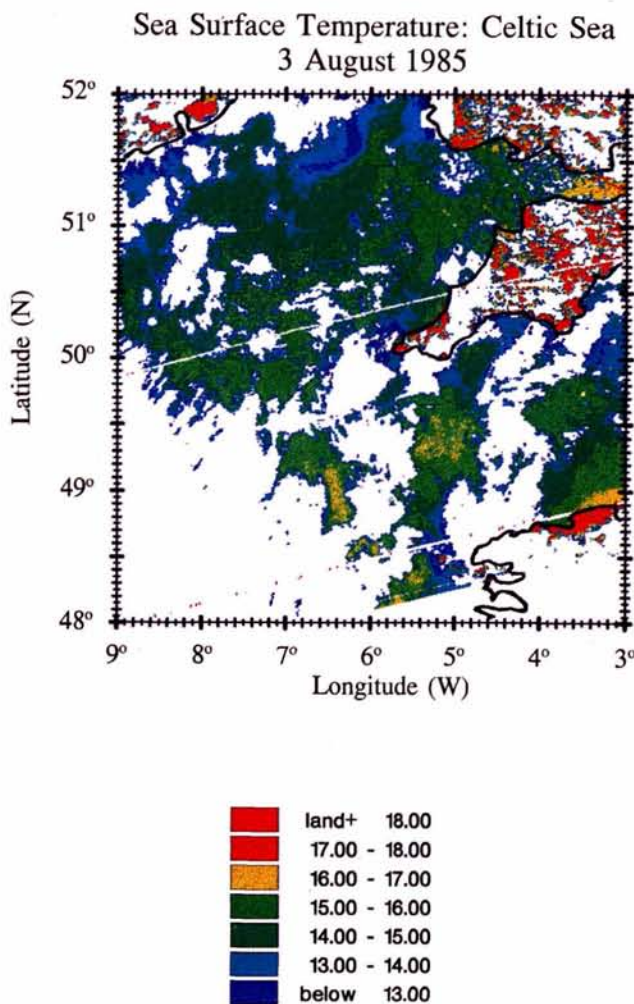 Sea Surface Temperature: Celtic Sea
3 August 1985
52°
51°
50°
49°
48°
Latitude (N)
9° 8° 7° 6° 5° 4° 3°
Longitude (W)
land+ 18.00
17.00 - 18.00
16.00 - 17.00
15.00 - 16.00
14.00 - 15.00
13.00 - 14.00
below 13.00